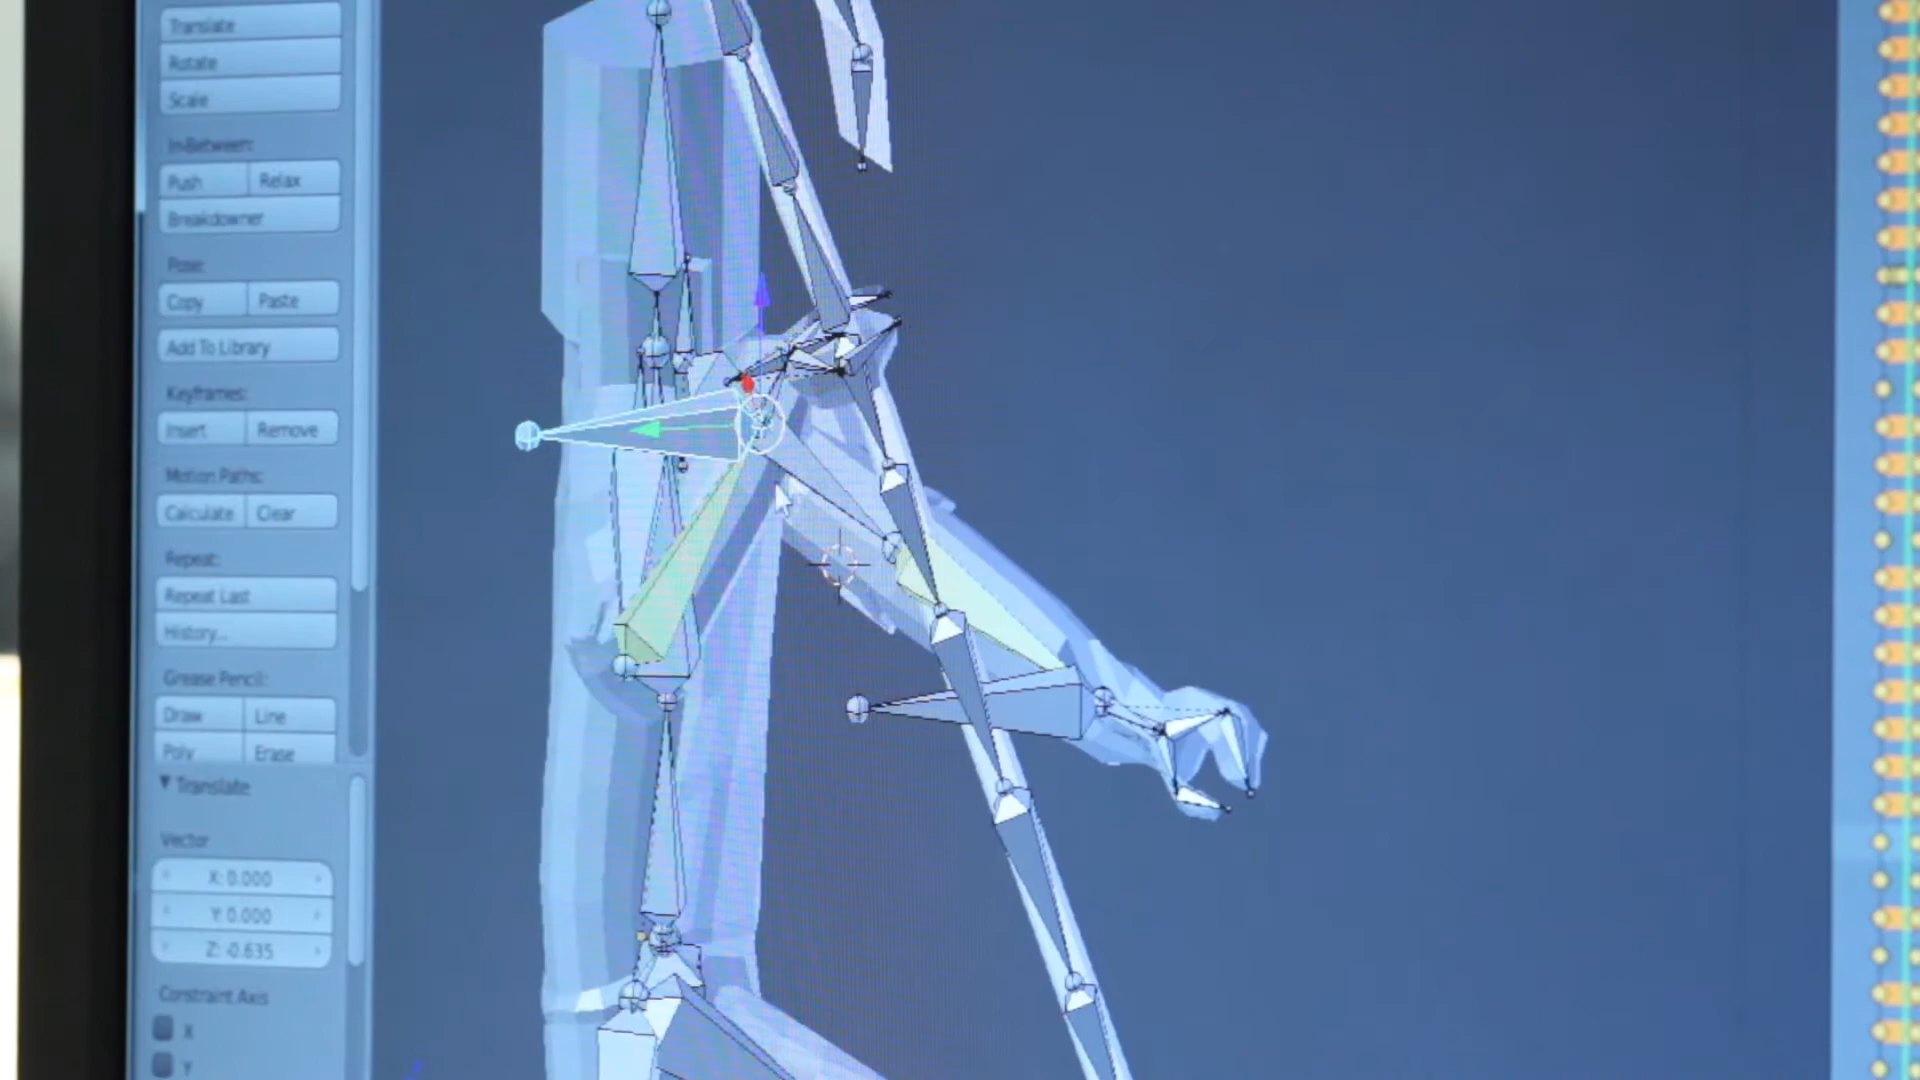 Translate
Rotate
Scale
In-Between:
Push Relax
Breakdowner
Pose:
Copy Paste
Add To Library
Keyframes:
Insert Remove
Motion Paths:
Calculate Clear
Repeat:
Repeat Last
History...
Grease Pencil:
Draw Line
Poly Erase
Translate
Vector
X: 0.000
Y: 0.000
Z: -0.635
Constraint Axis
X
Y